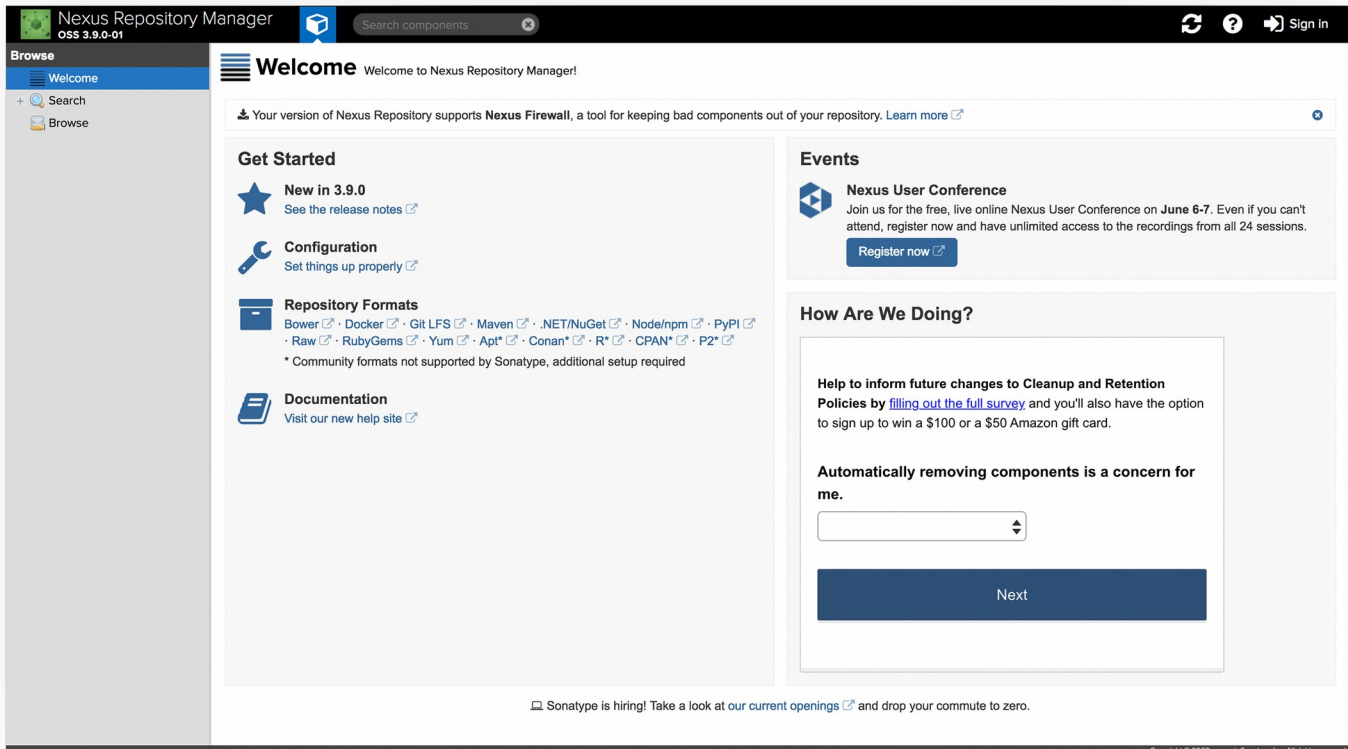 Nexus Repository Manager
OSS 3.9.0-01
Search components
Sign in
Browse
Welcome
Search
Browse
Welcome Welcome to Nexus Repository Manager!
Your version of Nexus Repository supports Nexus Firewall, a tool for keeping bad components out of your repository. Learn more
Get Started
New in 3.9.0
See the release notes
Configuration
Set things up properly
Repository Formats
Bower · Docker · Git LFS · Maven · .NET/NuGet · Node/npm · PyPI
· Raw · RubyGems · Yum · Apt* · Conan* · R* · CPAN* · P2*
* Community formats not supported by Sonatype, additional setup required
Documentation
Visit our new help site
Events
Nexus User Conference
Join us for the free, live online Nexus User Conference on June 6-7. Even if you can't
attend, register now and have unlimited access to the recordings from all 24 sessions.
Register now
How Are We Doing?
Help to inform future changes to Cleanup and Retention
Policies by filling out the full survey and you'll also have the option
to sign up to win a $100 or a $50 Amazon gift card.
Automatically removing components is a concern for
me.
Next
Sonatype is hiring! Take a look at our current openings and drop your commute to zero.